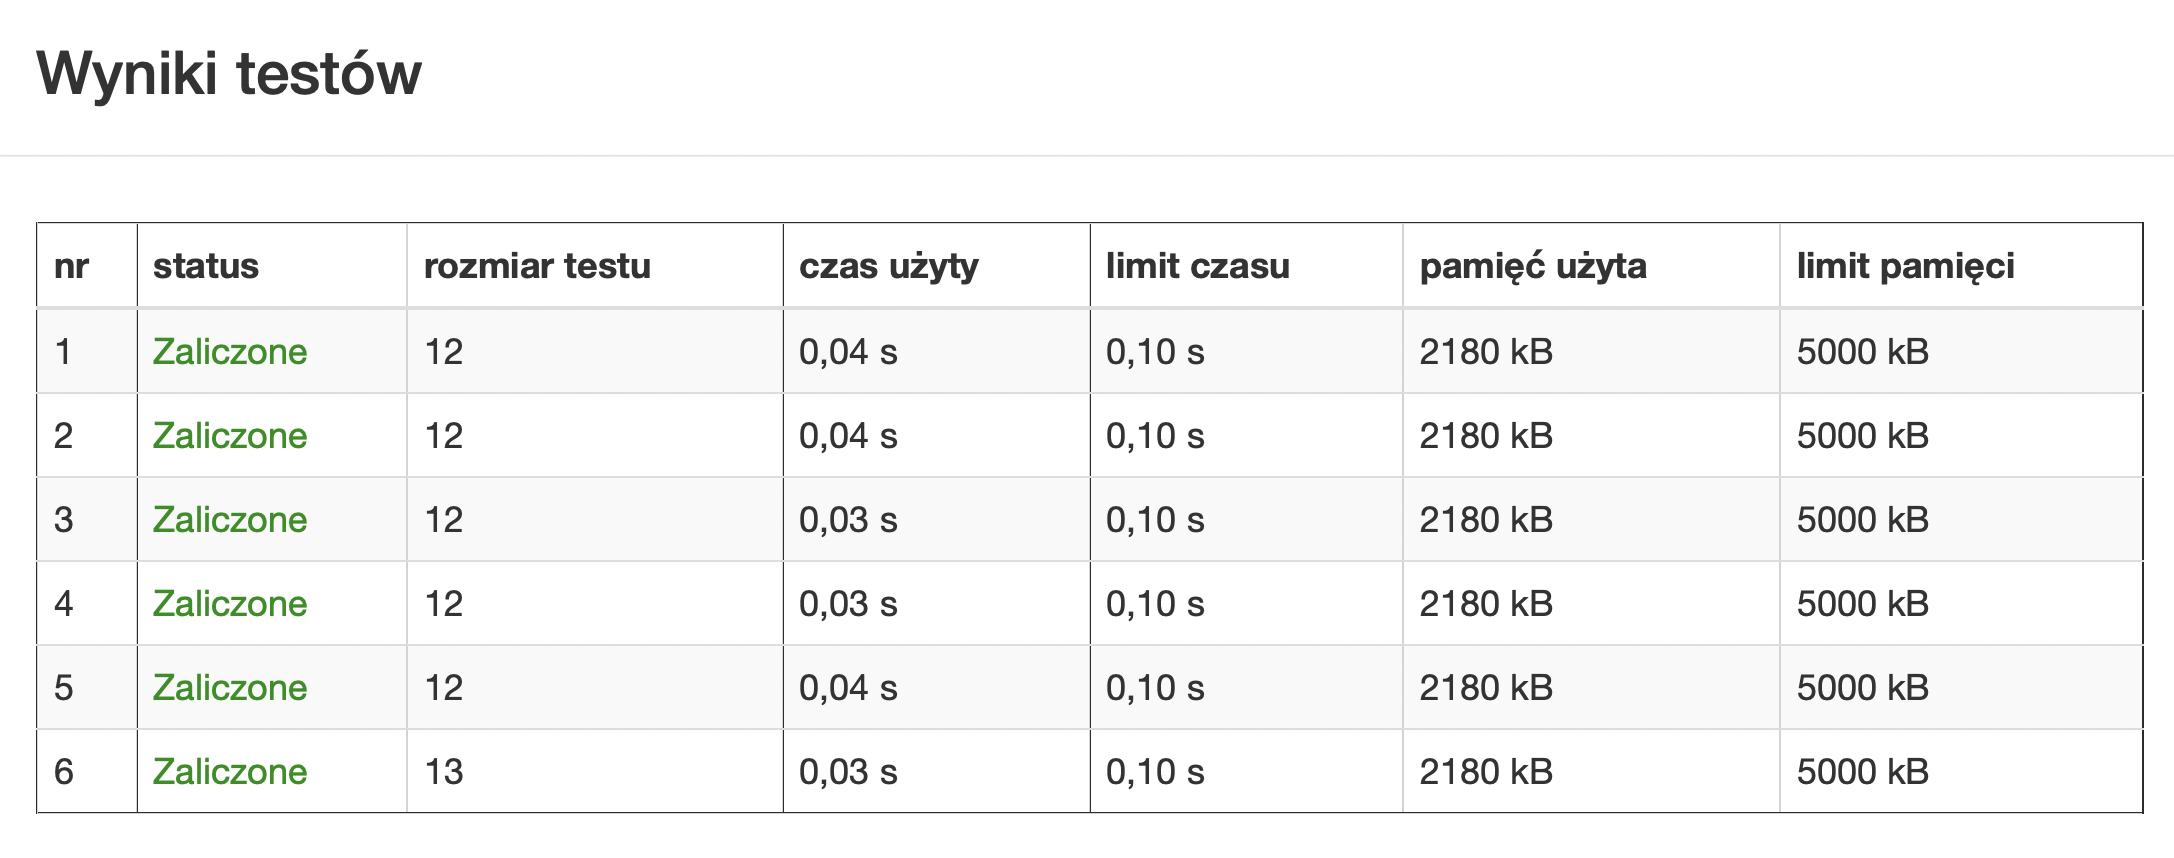 Wyniki testów
nr status rozmiar testu czas użyty limit czasu pamięć użyta limit pamięci
1 Zaliczone 12 0,04 s 0,10 s 2180 kB 5000 kB
2 Zaliczone 12 0,04 s 0,10 s 2180 kB 5000 kB
3 Zaliczone 12 0,03 s 0,10 s 2180 kB 5000 kB
4 Zaliczone 12 0,03 s 0,10 s 2180 kB 5000 kB
5 Zaliczone 12 0,04 s 0,10 s 2180 kB 5000 kB
6 Zaliczone 13 0,03 s 0,10 s 2180 kB 5000 kB